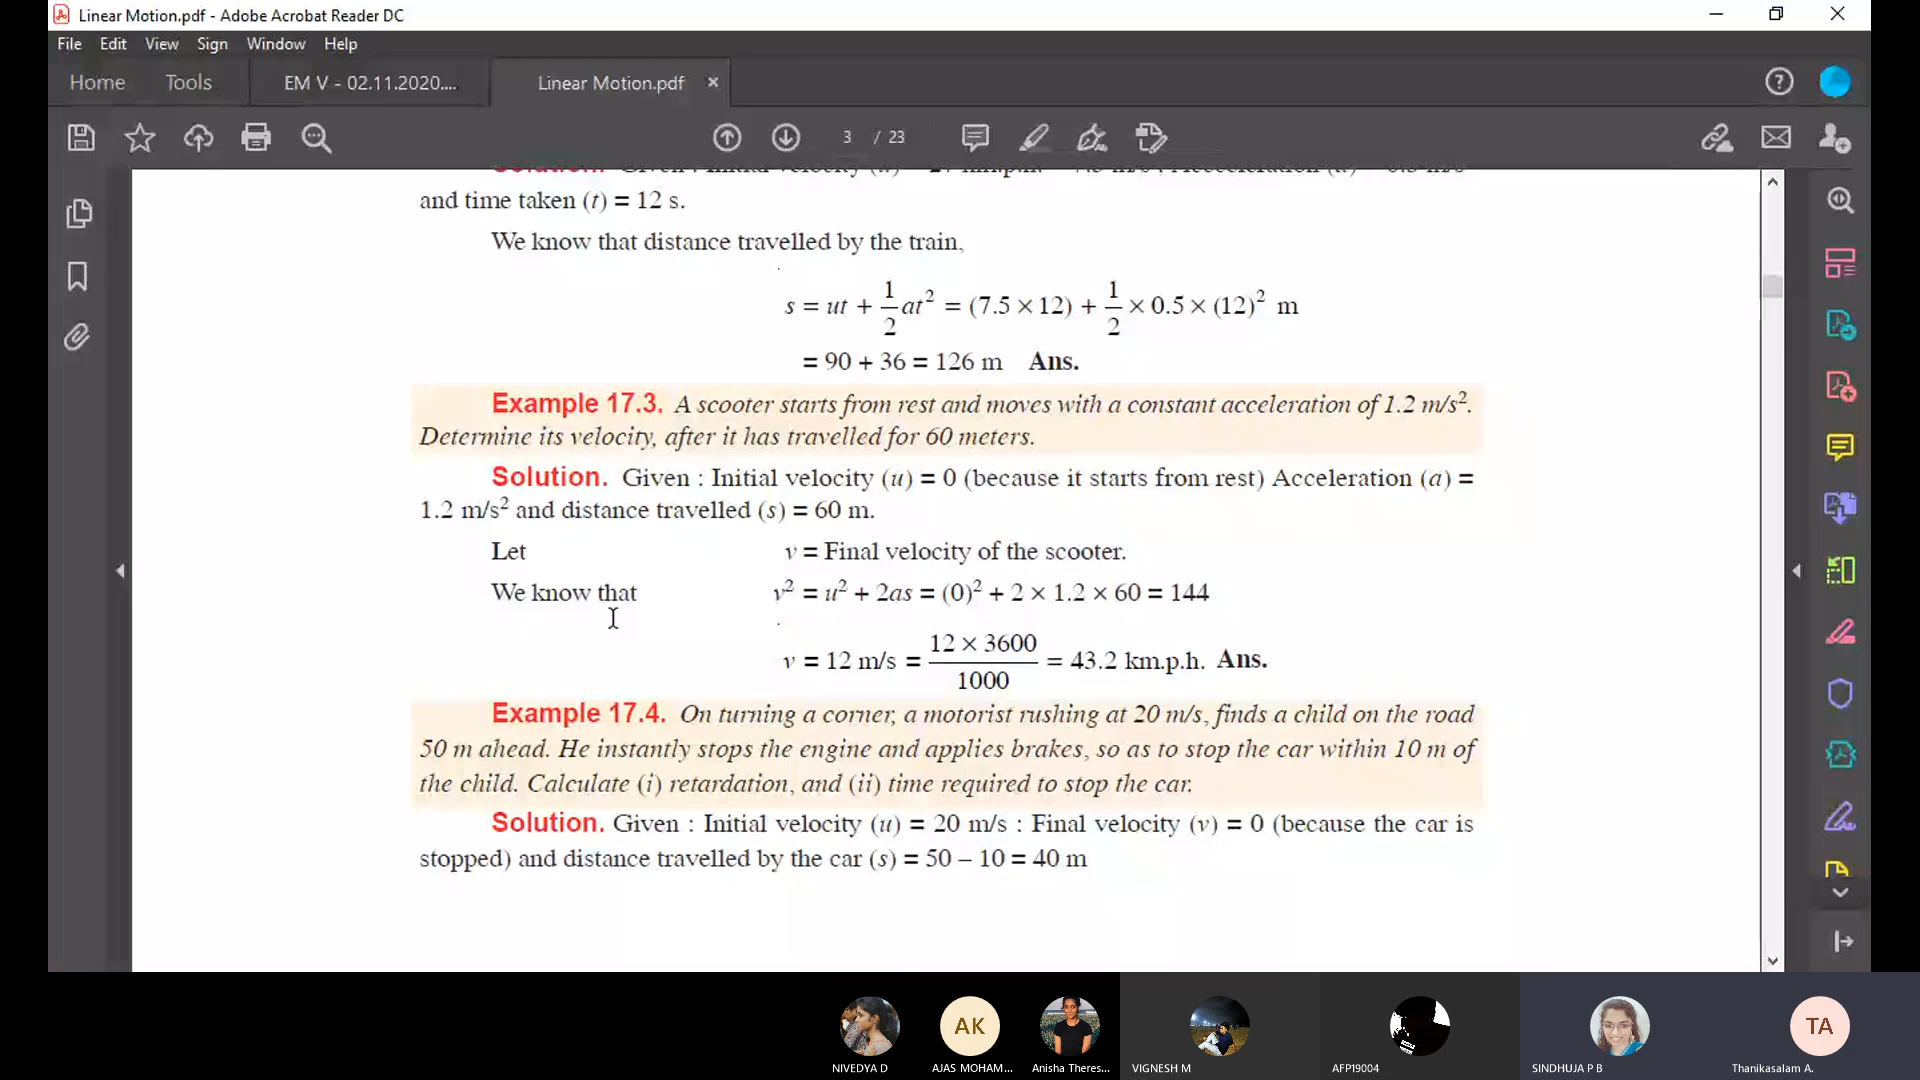 Linear Motion.pdf - Adobe Acrobat Reader DC
File Edit View Sign Window Help
Home Tools EM V - 02.11.2020.... Linear Motion.pdf ×
3 / 23
and time taken (t) = 12 s.
We know that distance travelled by the train,
s = ut + 1/2 at² = (7.5 × 12) + 1/2 × 0.5 × (12)² m
= 90 + 36 = 126 m Ans.
Example 17.3. A scooter starts from rest and moves with a constant acceleration of 1.2 m/s².
Determine its velocity, after it has travelled for 60 meters.
Solution. Given : Initial velocity (u) = 0 (because it starts from rest) Acceleration (a) =
1.2 m/s² and distance travelled (s) = 60 m.
Let v = Final velocity of the scooter.
We know that v² = u² + 2as = (0)² + 2 × 1.2 × 60 = 144
v = 12 m/s = 12 × 3600 / 1000 = 43.2 km.p.h. Ans.
Example 17.4. On turning a corner, a motorist rushing at 20 m/s, finds a child on the road
50 m ahead. He instantly stops the engine and applies brakes, so as to stop the car within 10 m of
the child. Calculate (i) retardation, and (ii) time required to stop the car.
Solution. Given : Initial velocity (u) = 20 m/s : Final velocity (v) = 0 (because the car is
stopped) and distance travelled by the car (s) = 50 – 10 = 40 m
AK TA
NIVEDYA D AJAS MOHAM... Anisha Theres... VIGNESH M AFP19004 SINDHUJA P B Thanikasalam A.